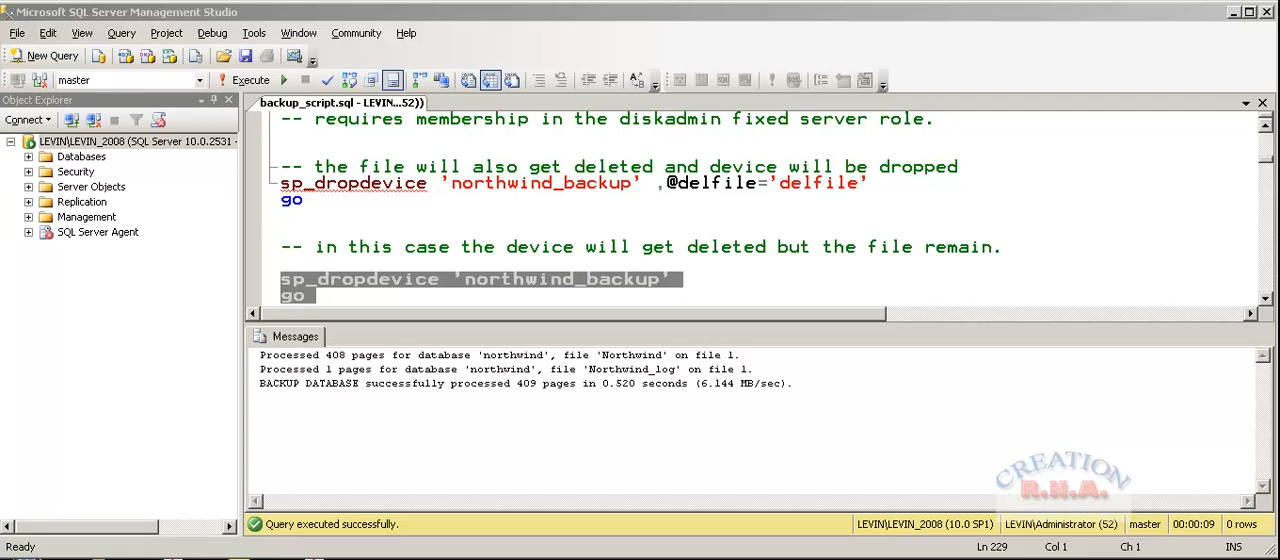 Microsoft SQL Server Management Studio
File Edit View Query Project Debug Tools Window Community Help
New Query
master Execute
Object Explorer
backup_script.sql - LEVIN...52))
Connect
LEVIN\LEVIN_2008 (SQL Server 10.0.2531 -
Databases
Security
Server Objects
Replication
Management
SQL Server Agent
-- requires membership in the diskadmin fixed server role.
-- the file will also get deleted and device will be dropped
sp_dropdevice 'northwind_backup' ,@delfile='delfile'
go
-- in this case the device will get deleted but the file remain.
sp_dropdevice 'northwind_backup'
go
Messages
Processed 408 pages for database 'northwind', file 'Northwind' on file 1.
Processed 1 pages for database 'northwind', file 'Northwind_log' on file 1.
BACKUP DATABASE successfully processed 409 pages in 0.520 seconds (6.144 MB/sec).
CREATION
R.N.A.
Query executed successfully. LEVIN\LEVIN_2008 (10.0 SP1) LEVIN\Administrator (52) master 00:00:09 0 rows
Ready Ln 229 Col 1 Ch 1 INS